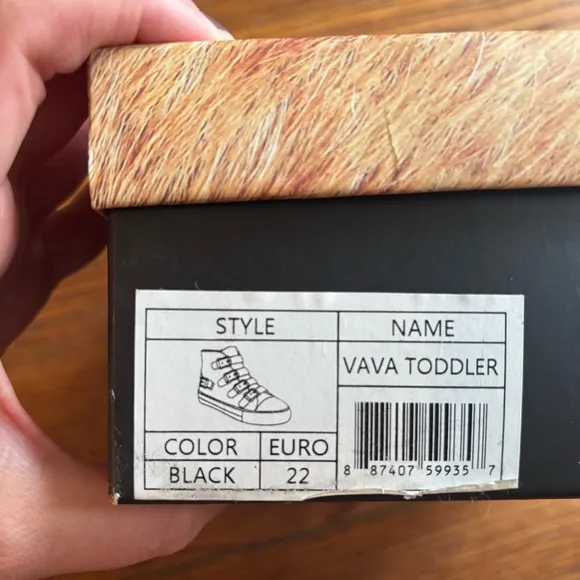 STYLE
NAME
VAVA TODDLER
COLOR EURO
BLACK 22
8 87407 59935 7